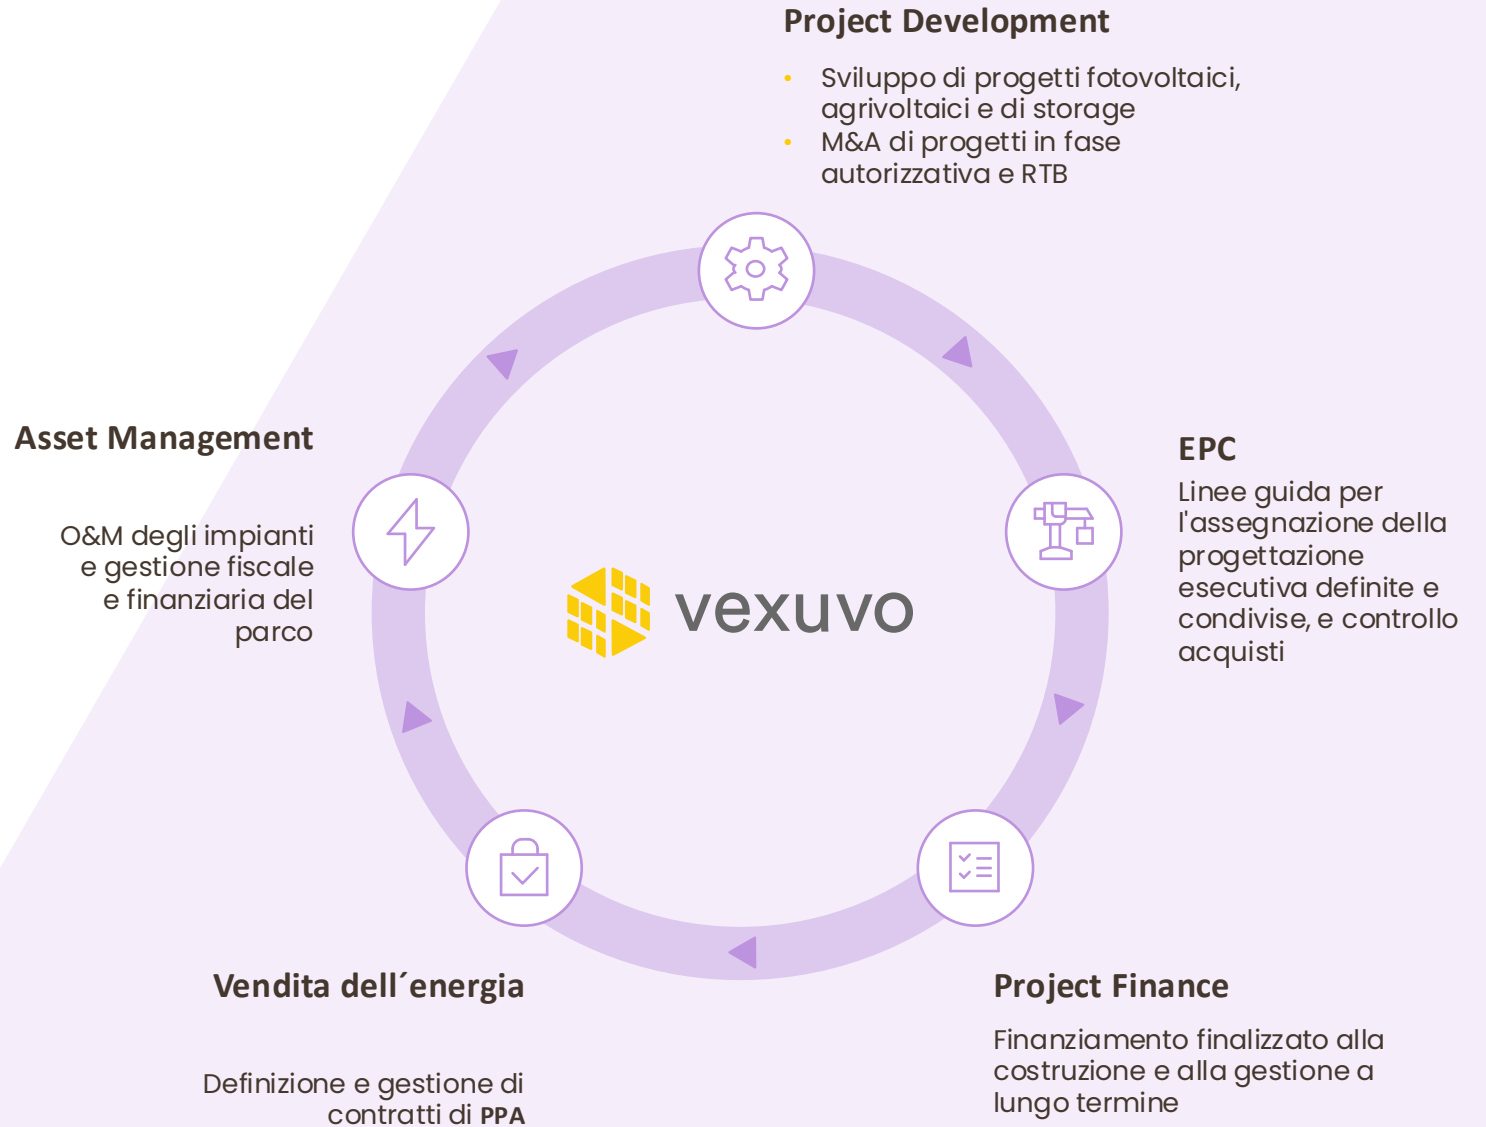 Project Development
• Sviluppo di progetti fotovoltaici,
agrivoltaici e di storage
• M&A di progetti in fase
autorizzativa e RTB
EPC
Linee guida per
l'assegnazione della
progettazione
esecutiva definite e
condivise, e controllo
acquisti
Project Finance
Finanziamento finalizzato alla
costruzione e alla gestione a
lungo termine
Vendita dell´energia
Definizione e gestione di
contratti di PPA
Asset Management
O&M degli impianti
e gestione fiscale
e finanziaria del
parco
vexuvo